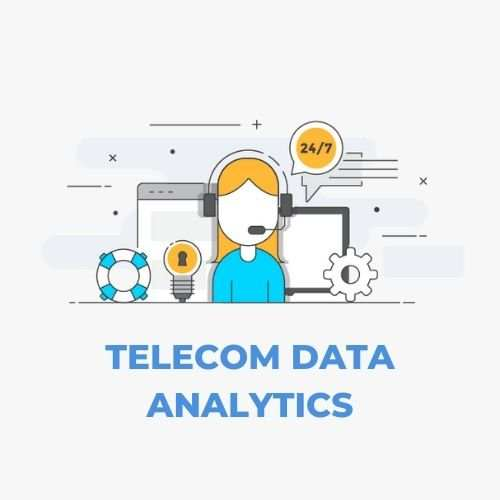 24/7
TELECOM DATA
ANALYTICS